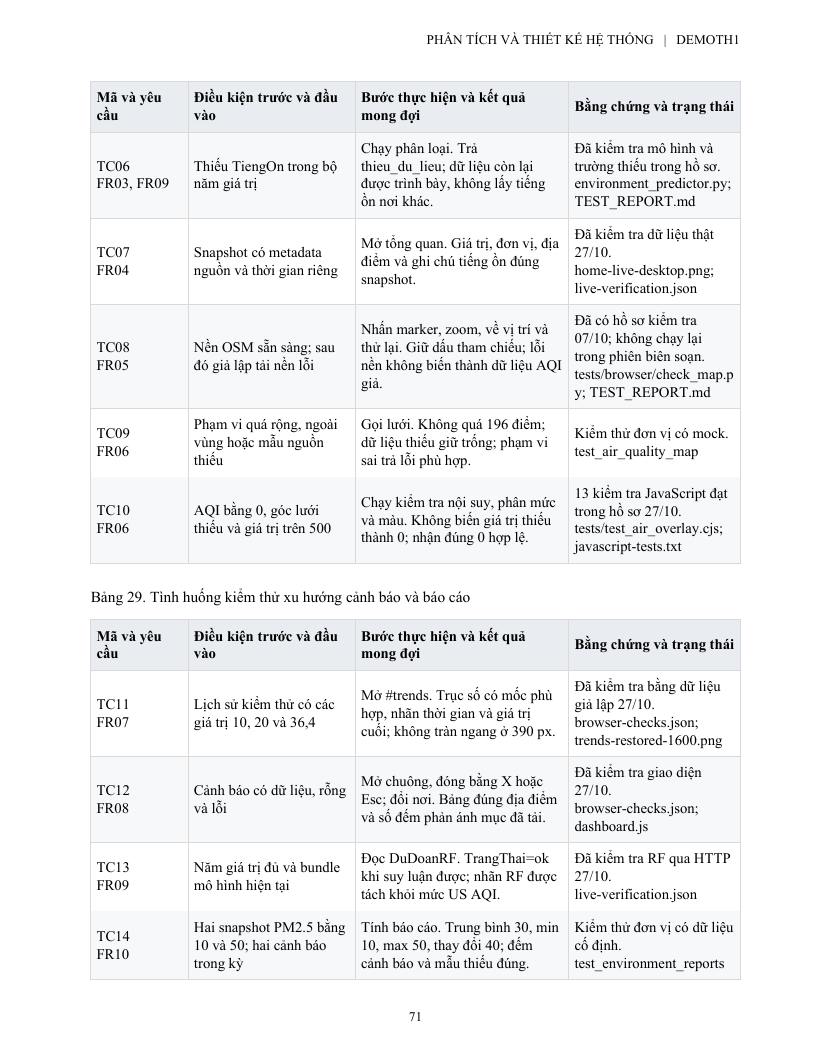 PHÂN TÍCH VÀ THIẾT KẾ HỆ THỐNG | DEMOTH1
Mã và yêu
cầu
Điều kiện trước và đầu
vào
Bước thực hiện và kết quả
mong đợi
Bằng chứng và trạng thái
TC06
FR03, FR09
Thiếu TiengOn trong bộ
năm giá trị
Chạy phân loại. Trả
thieu_du_lieu; dữ liệu còn lại
được trình bày, không lấy tiếng
ồn nơi khác.
Đã kiểm tra mô hình và
trường thiếu trong hồ sơ.
environment_predictor.py;
TEST_REPORT.md
TC07
FR04
Snapshot có metadata
nguồn và thời gian riêng
Mở tổng quan. Giá trị, đơn vị, địa
điểm và ghi chú tiếng ồn đúng
snapshot.
Đã kiểm tra dữ liệu thật
27/10.
home-live-desktop.png;
live-verification.json
TC08
FR05
Nền OSM sẵn sàng; sau
đó giả lập tải nền lỗi
Nhấn marker, zoom, về vị trí và
thử lại. Giữ dấu tham chiếu; lỗi
nền không biến thành dữ liệu AQI
giả.
Đã có hồ sơ kiểm tra
07/10; không chạy lại
trong phiên biên soạn.
tests/browser/check_map.p
y; TEST_REPORT.md
TC09
FR06
Phạm vi quá rộng, ngoài
vùng hoặc mẫu nguồn
thiếu
Gọi lưới. Không quá 196 điểm;
dữ liệu thiếu giữ trống; phạm vi
sai trả lỗi phù hợp.
Kiểm thử đơn vị có mock.
test_air_quality_map
TC10
FR06
AQI bằng 0, góc lưới
thiếu và giá trị trên 500
Chạy kiểm tra nội suy, phân mức
và màu. Không biến giá trị thiếu
thành 0; nhận đúng 0 hợp lệ.
13 kiểm tra JavaScript đạt
trong hồ sơ 27/10.
tests/test_air_overlay.cjs;
javascript-tests.txt
Bảng 29. Tình huống kiểm thử xu hướng cảnh báo và báo cáo
Mã và yêu
cầu
Điều kiện trước và đầu
vào
Bước thực hiện và kết quả
mong đợi
Bằng chứng và trạng thái
TC11
FR07
Lịch sử kiểm thử có các
giá trị 10, 20 và 36,4
Mở #trends. Trục số có mốc phù
hợp, nhãn thời gian và giá trị
cuối; không tràn ngang ở 390 px.
Đã kiểm tra bằng dữ liệu
giả lập 27/10.
browser-checks.json;
trends-restored-1600.png
TC12
FR08
Cảnh báo có dữ liệu, rỗng
và lỗi
Mở chuông, đóng bằng X hoặc
Esc; đổi nơi. Bảng đúng địa điểm
và số đếm phản ánh mục đã tải.
Đã kiểm tra giao diện
27/10.
browser-checks.json;
dashboard.js
TC13
FR09
Năm giá trị đủ và bundle
mô hình hiện tại
Đọc DuDoanRF. TrangThai=ok
khi suy luận được; nhãn RF được
tách khỏi mức US AQI.
Đã kiểm tra RF qua HTTP
27/10.
live-verification.json
TC14
FR10
Hai snapshot PM2.5 bằng
10 và 50; hai cảnh báo
trong kỳ
Tính báo cáo. Trung bình 30, min
10, max 50, thay đổi 40; đếm
cảnh báo và mẫu thiếu đúng.
Kiểm thử đơn vị có dữ liệu
cố định.
test_environment_reports
71